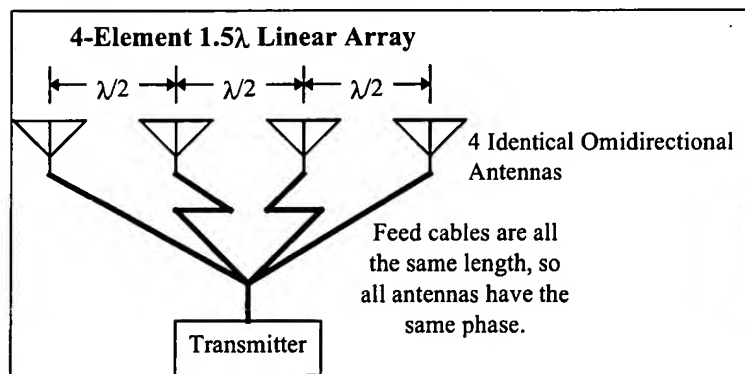 4-Element 1.5λ Linear Array
λ/2 λ/2 λ/2
4 Identical Omidirectional
Antennas
Feed cables are all
the same length, so
all antennas have the
same phase.
Transmitter